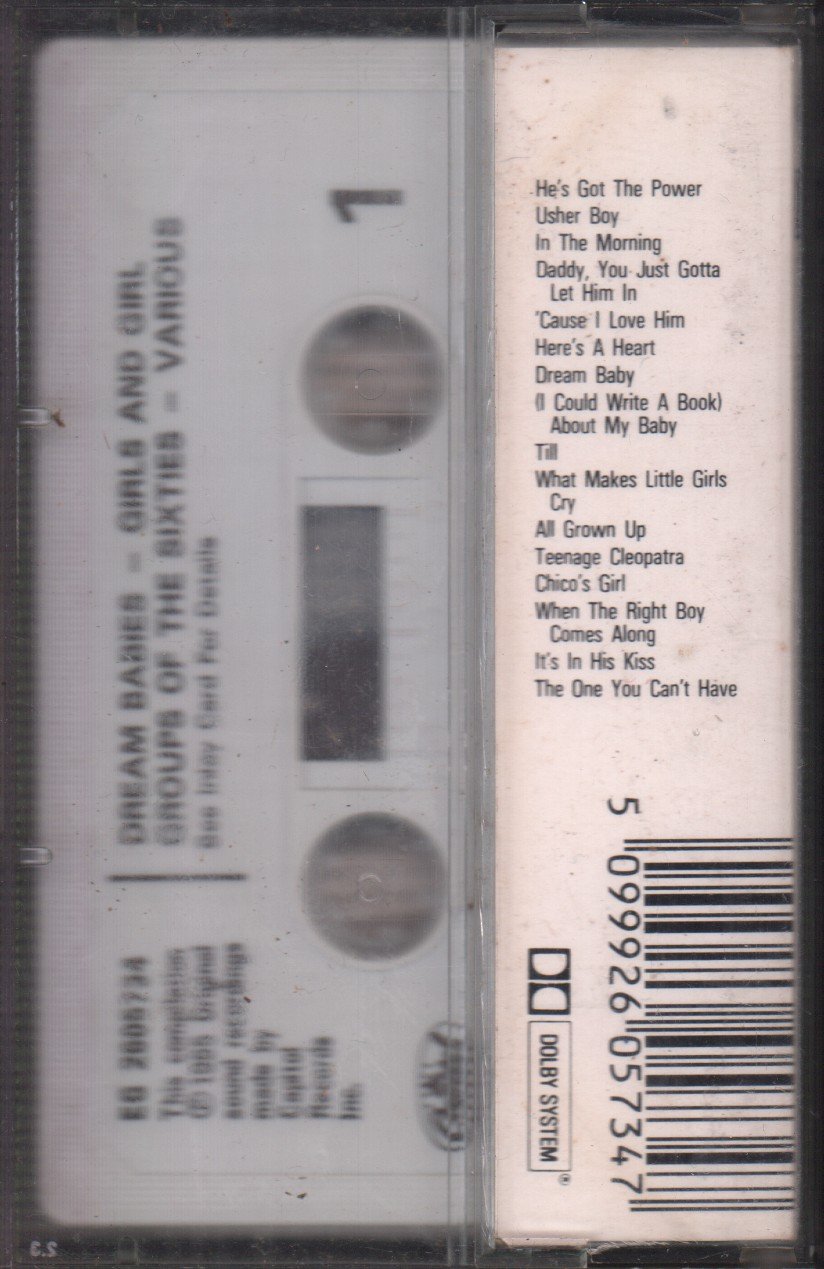 1
DREAM BABIES – GIRLS AND GIRL
GROUPS OF THE SIXTIES – VARIOUS
See Inlay Card For Details
EG 2605734
This compilation
℗ 1985 Original
sound recordings
made by
Capitol
Records
Inc.
He's Got The Power
Usher Boy
In The Morning
Daddy, You Just Gotta
Let Him In
'Cause I Love Him
Here's A Heart
Dream Baby
(I Could Write A Book)
About My Baby
Till
What Makes Little Girls
Cry
All Grown Up
Teenage Cleopatra
Chico's Girl
When The Right Boy
Comes Along
It's In His Kiss
The One You Can't Have
DOLBY SYSTEM
®
5 099926 057347
2.3